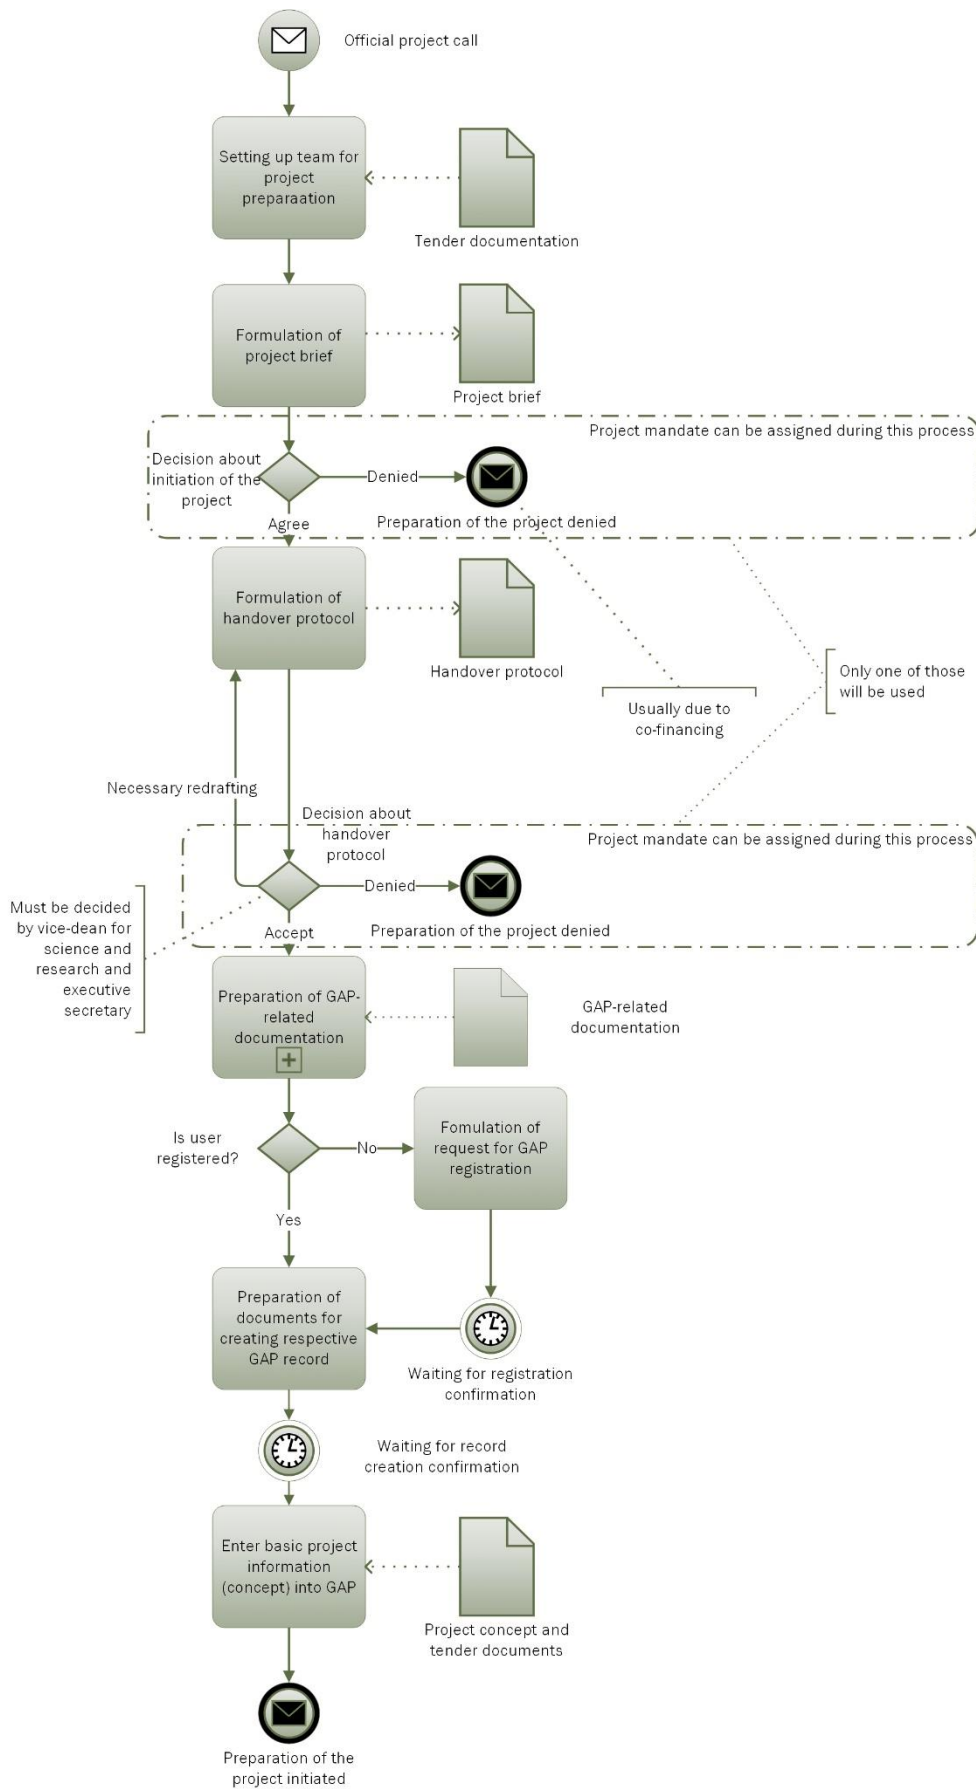 Official project call
Setting up team for
project
preparaation
Tender documentation
Formulation of
project brief
Project brief
Project mandate can be assigned during this process
Decision about
initiation of the
project
Denied
Preparation of the project denied
Agree
Formulation of
handover protocol
Handover protocol
Only one of those
will be used
Usually due to
co-financing
Necessary redrafting
Decision about
handover
protocol
Project mandate can be assigned during this process
Denied
Preparation of the project denied
Must be decided
by vice-dean for
science and
research and
executive
secretary
Accept
Preparation of GAP-
related
documentation
GAP-related
documentation
Is user
registered?
No
Fomulation of
request for GAP
registration
Yes
Preparation of
documents for
creating respective
GAP record
Waiting for registration
confirmation
Waiting for record
creation confirmation
Enter basic project
information
(concept) into GAP
Project concept and
tender documents
Preparation of the
project initiated